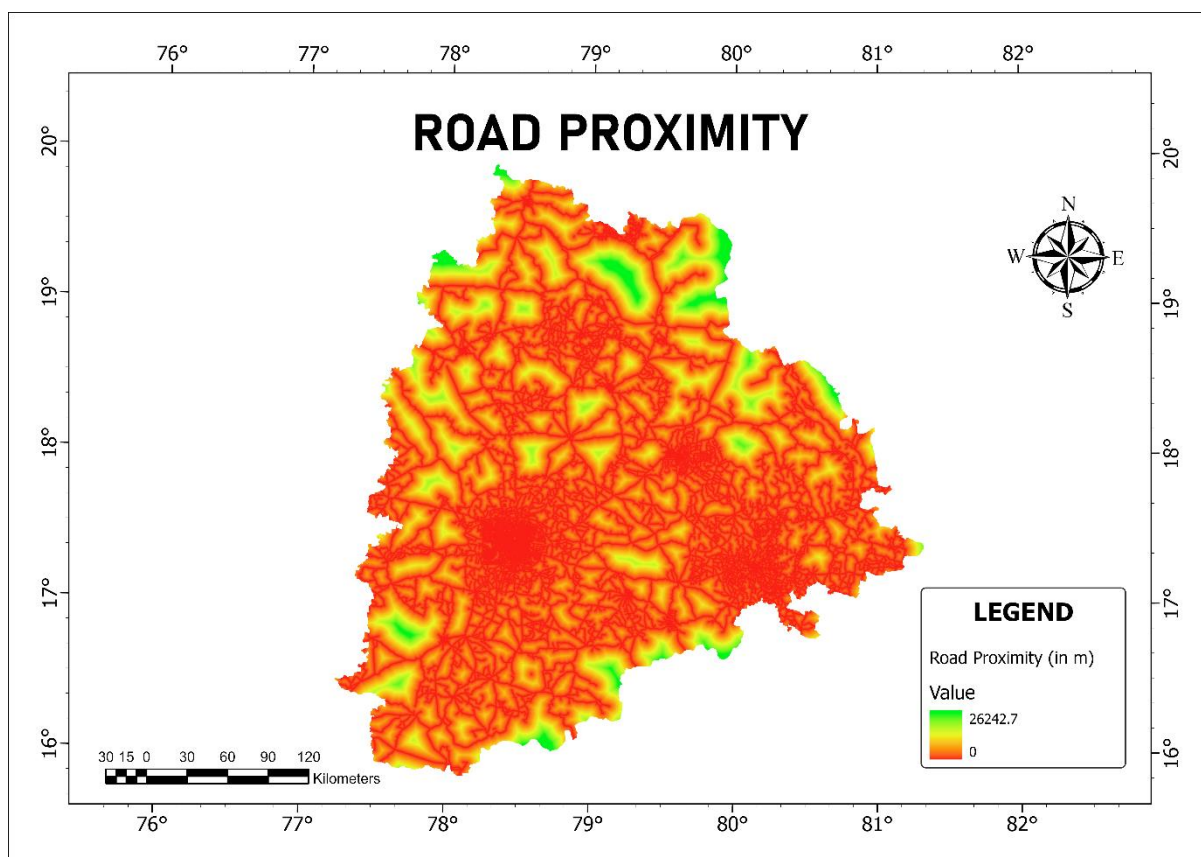 76° 77° 78° 79° 80° 81° 82°
ROAD PROXIMITY
20°
20°
N
W E
S
19°
19°
18°
18°
17°
17°
LEGEND
Road Proximity (in m)
Value
26242.7
0
16°
16°
30 15 0 30 60 90 120
Kilometers
76° 77° 78° 79° 80° 81° 82°